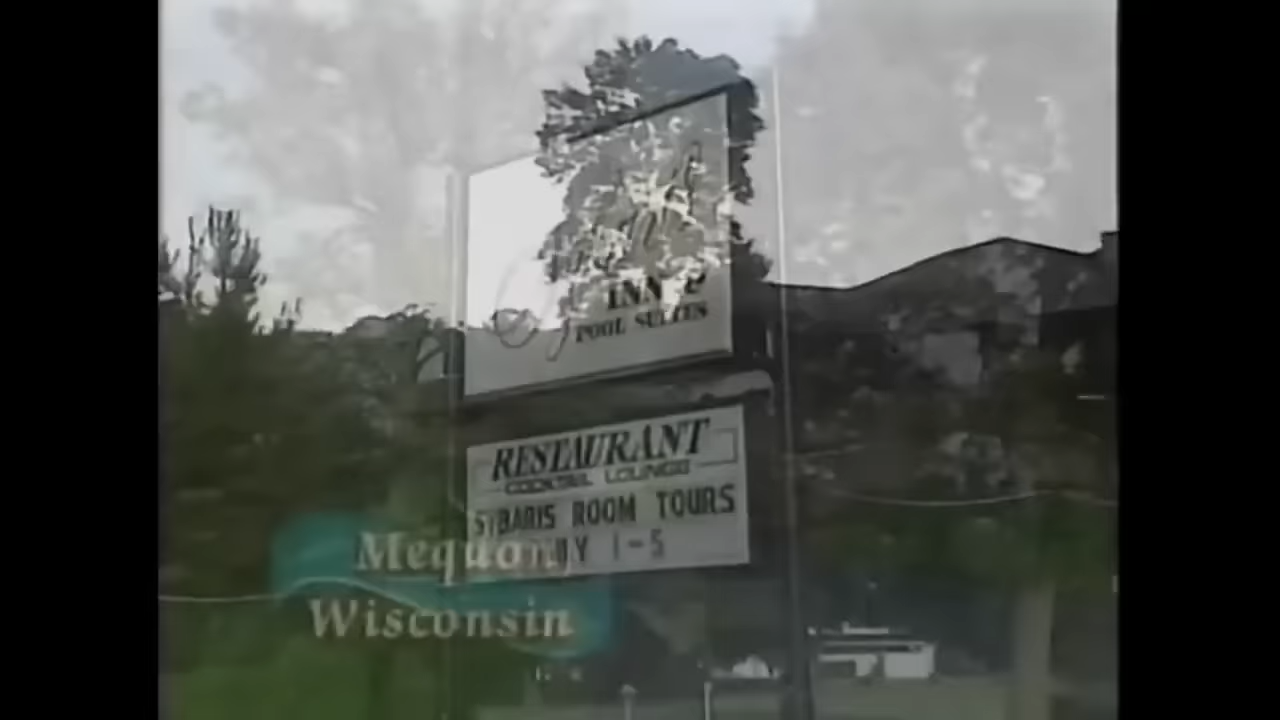 INN &
POOL SUITES
RESTAURANT
COCKTAIL LOUNGE
SYBARIS ROOM TOURS
1-5
Mequon,
Wisconsin